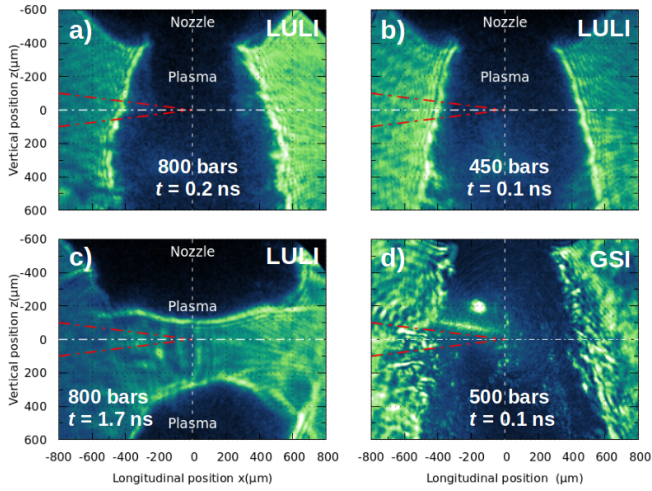 a) Nozzle LULI
Plasma
800 bars
t = 0.2 ns
Vertical position z(μm)
-600
-400
-200
0
200
400
600
b) Nozzle LULI
Plasma
450 bars
t = 0.1 ns
c) Nozzle LULI
Plasma
800 bars
t = 1.7 ns
Plasma
Vertical position z(μm)
-600
-400
-200
0
200
400
600
-800 -600 -400 -200 0 200 400 600 800
Longitudinal position x(μm)
d) GSI
500 bars
t = 0.1 ns
-800 -600 -400 -200 0 200 400 600 800
Longitudinal position (μm)